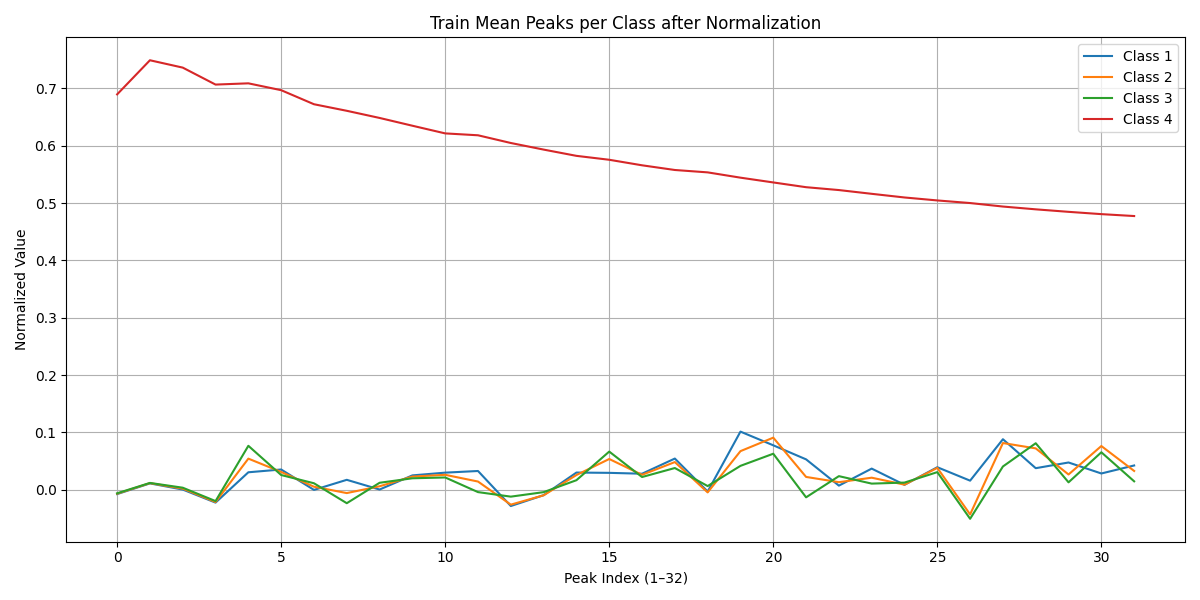 Train Mean Peaks per Class after Normalization
Class 1
Class 2
Class 3
Class 4
Normalized Value
0.7
0.6
0.5
0.4
0.3
0.2
0.1
0.0
0 5 10 15 20 25 30
Peak Index (1–32)